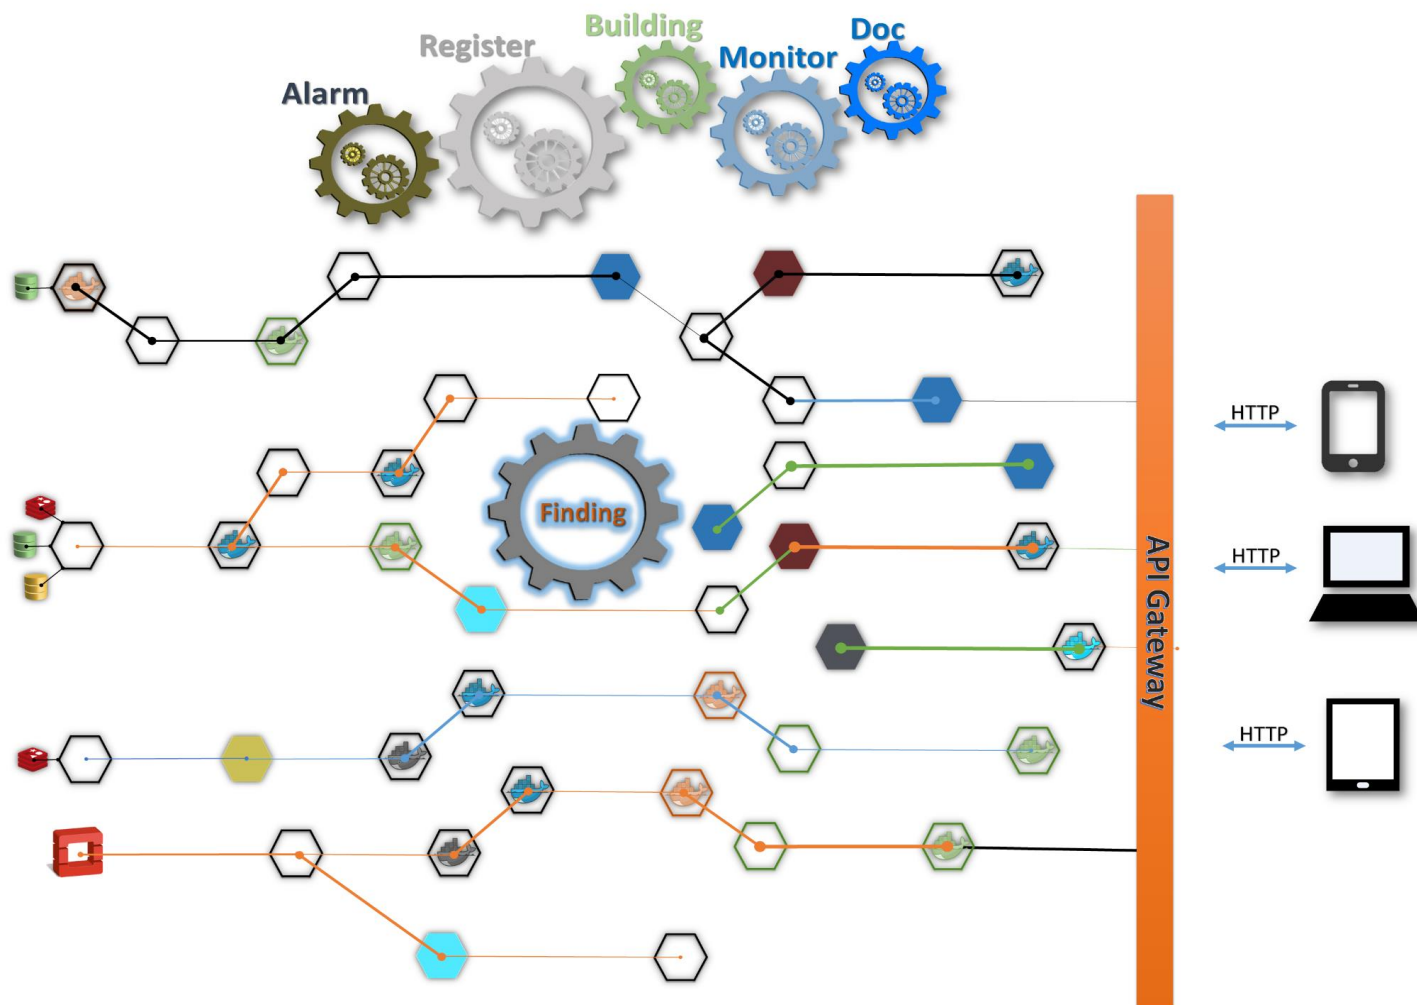 Building
Doc
Register
Monitor
Alarm
HTTP
Finding
HTTP
API Gateway
HTTP